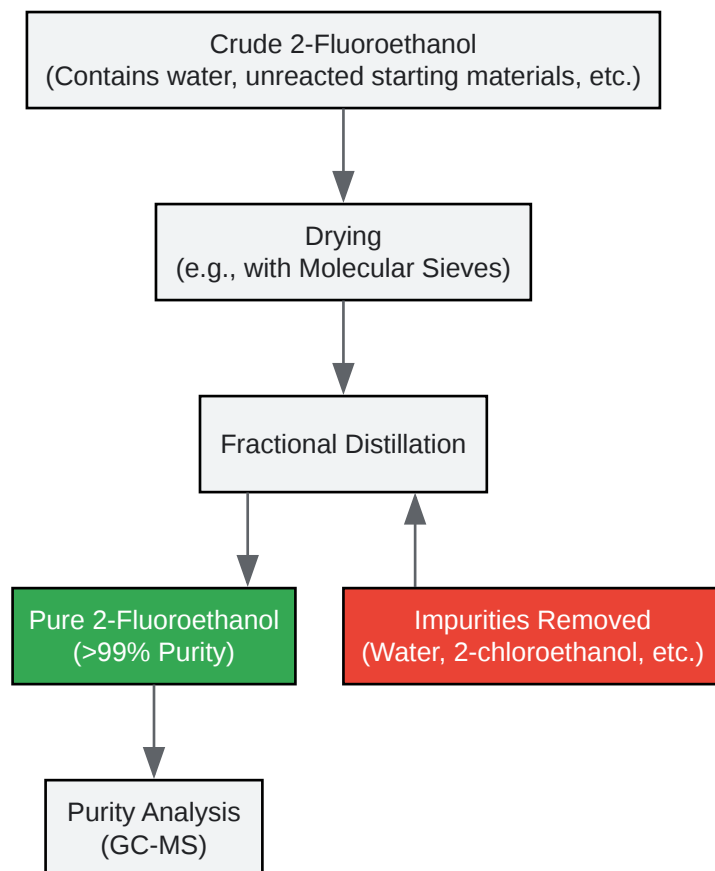 Crude 2-Fluoroethanol
(Contains water, unreacted starting materials, etc.)
Drying
(e.g., with Molecular Sieves)
Fractional Distillation
Pure 2-Fluoroethanol
(>99% Purity)
Impurities Removed
(Water, 2-chloroethanol, etc.)
Purity Analysis
(GC-MS)